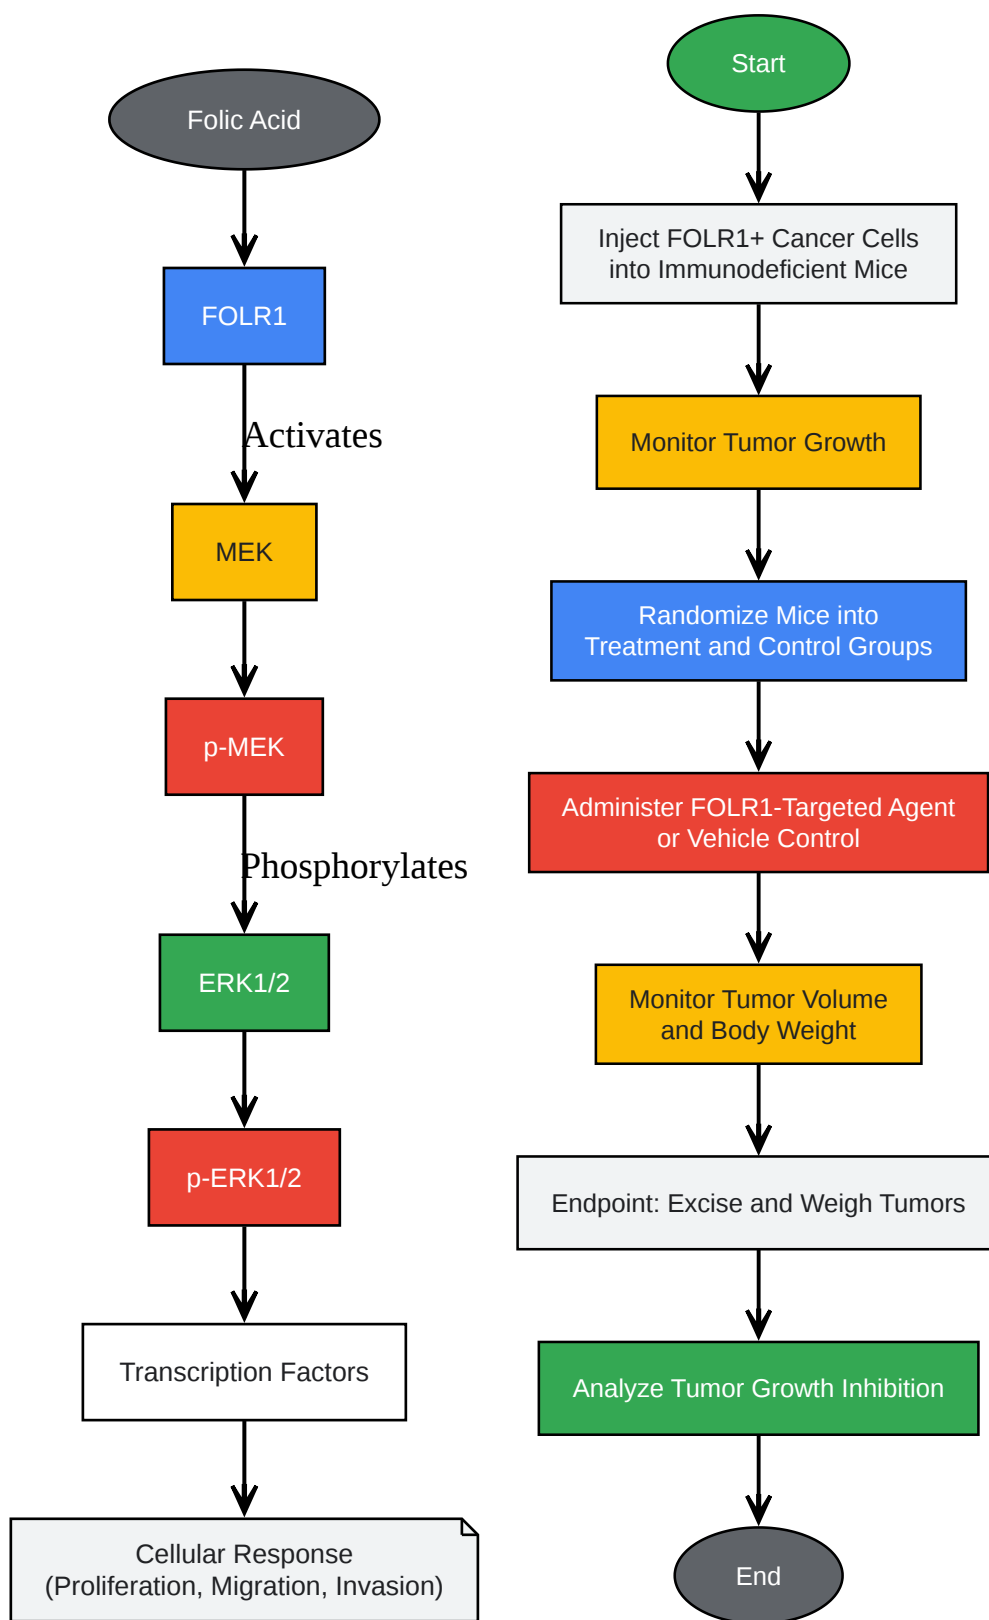 Folic Acid
FOLR1
Activates
MEK
p-MEK
Phosphorylates
ERK1/2
p-ERK1/2
Transcription Factors
Cellular Response
(Proliferation, Migration, Invasion)
Start
Inject FOLR1+ Cancer Cells
into Immunodeficient Mice
Monitor Tumor Growth
Randomize Mice into
Treatment and Control Groups
Administer FOLR1-Targeted Agent
or Vehicle Control
Monitor Tumor Volume
and Body Weight
Endpoint: Excise and Weigh Tumors
Analyze Tumor Growth Inhibition
End